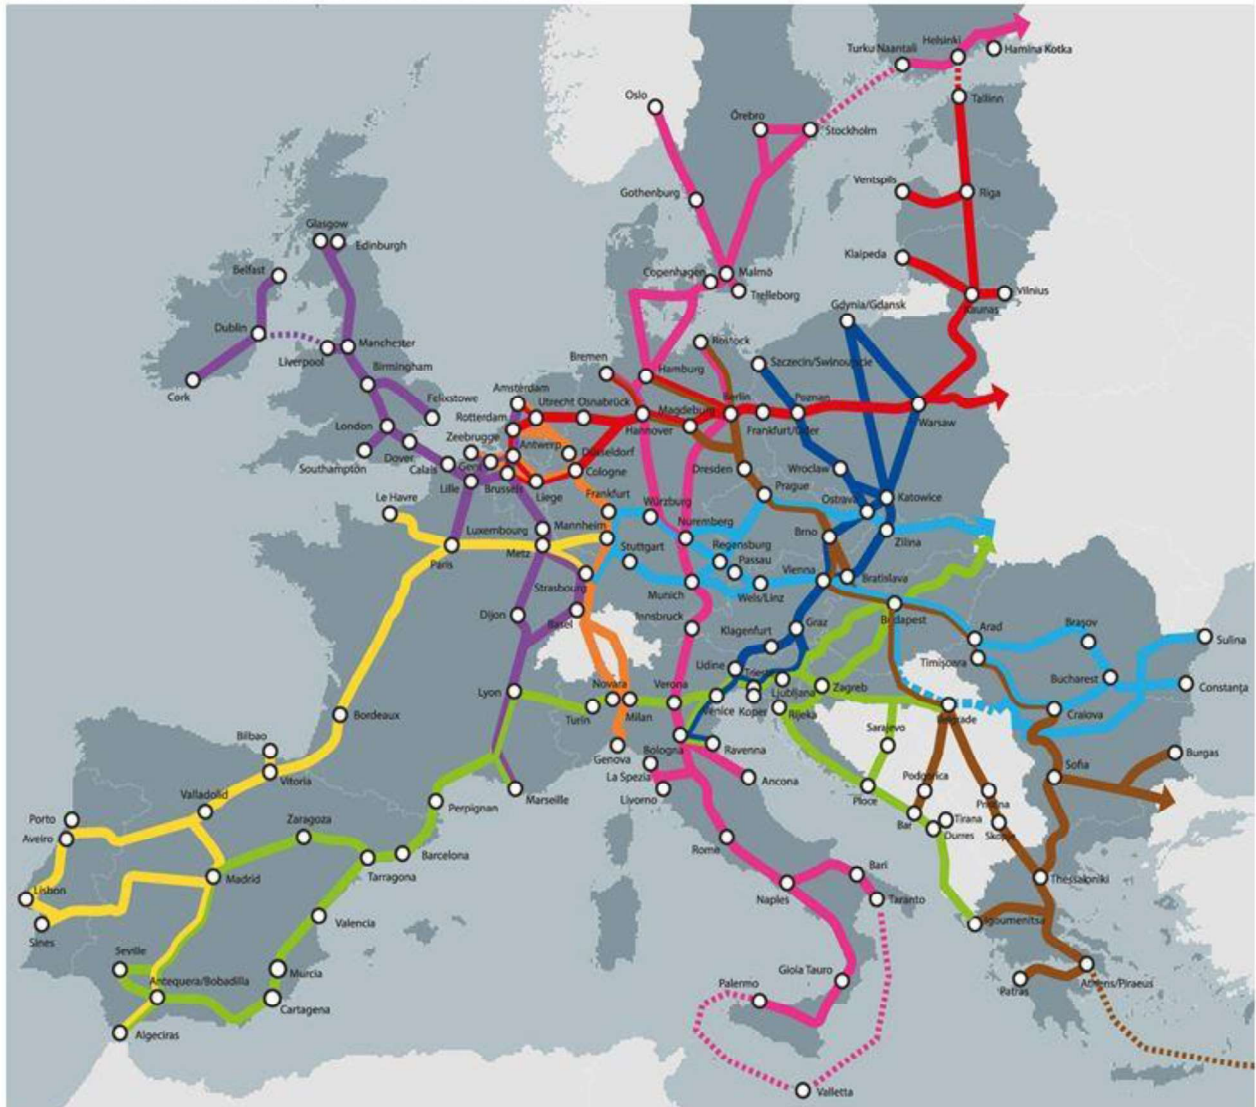 Helsinki
Turku Naantali
Hamina Kotka
Oslo
Tallinn
Örebro
Stockholm
Ventspils
Riga
Gothenburg
Glasgow
Edinburgh
Klaipeda
Belfast
Copenhagen
Malmö
Trelleborg
Vilnius
Kaunas
Gdynia/Gdansk
Dublin
Liverpool
Manchester
Rostock
Bremen
Hamburg
Szczecin/Swinoujscie
Birmingham
Cork
Amsterdam
Felixstowe
Utrecht
Osnabrück
Berlin
Poznan
Rotterdam
Magdeburg
London
Zeebrugge
Hannover
Frankfurt/Oder
Warsaw
Antwerp
Düsseldorf
Dover
Southampton
Calais
Gent
Cologne
Dresden
Wroclaw
Lille
Brussels
Liege
Prague
Le Havre
Frankfurt
Würzburg
Ostrava
Katowice
Luxembourg
Mannheim
Nuremberg
Brno
Zilina
Metz
Stuttgart
Regensburg
Paris
Passau
Vienna
Bratislava
Strasbourg
Munich
Wels/Linz
Dijon
Basel
Innsbruck
Graz
Budapest
Klagenfurt
Arad
Braşov
Sulina
Udine
Timişoara
Trieste
Bucharest
Lyon
Novara
Verona
Ljubljana
Zagreb
Constanţa
Turin
Milan
Venice
Koper
Rijeka
Belgrade
Craiova
Bordeaux
Sarajevo
Bilbao
Bologna
Ravenna
Burgas
Genova
Sofia
Vitoria
La Spezia
Ancona
Podgorica
Valladolid
Marseille
Livorno
Ploce
Pristina
Perpignan
Porto
Zaragoza
Bar
Tirana
Aveiro
Durres
Skopje
Rome
Barcelona
Madrid
Tarragona
Bari
Thessaloniki
Lisbon
Naples
Taranto
Valencia
Igoumenitsa
Sines
Seville
Murcia
Gioia Tauro
Antequera/Bobadilla
Palermo
Patras
Athens/Piraeus
Cartagena
Algeciras
Valletta